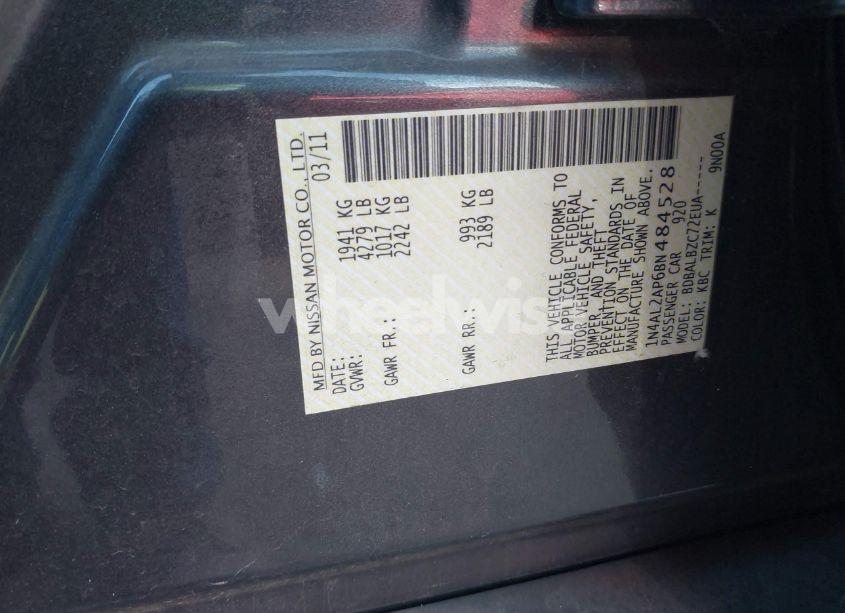 MFD BY NISSAN MOTOR CO., LTD.
DATE: 03/11
GVWR: 1941 KG
4279 LB
GAWR FR.: 1017 KG
2242 LB
GAWR RR.: 993 KG
2189 LB
THIS VEHICLE CONFORMS TO
ALL APPLICABLE FEDERAL
MOTOR VEHICLE SAFETY,
BUMPER, AND THEFT
PREVENTION STANDARDS IN
EFFECT ON THE DATE OF
MANUFACTURE SHOWN ABOVE.
1N4AL2AP6BN484528
PASSENGER CAR 920
MODEL: BDBALBZC72EUA-----
COLOR: KBC TRIM: K 9N00A
wheelwise